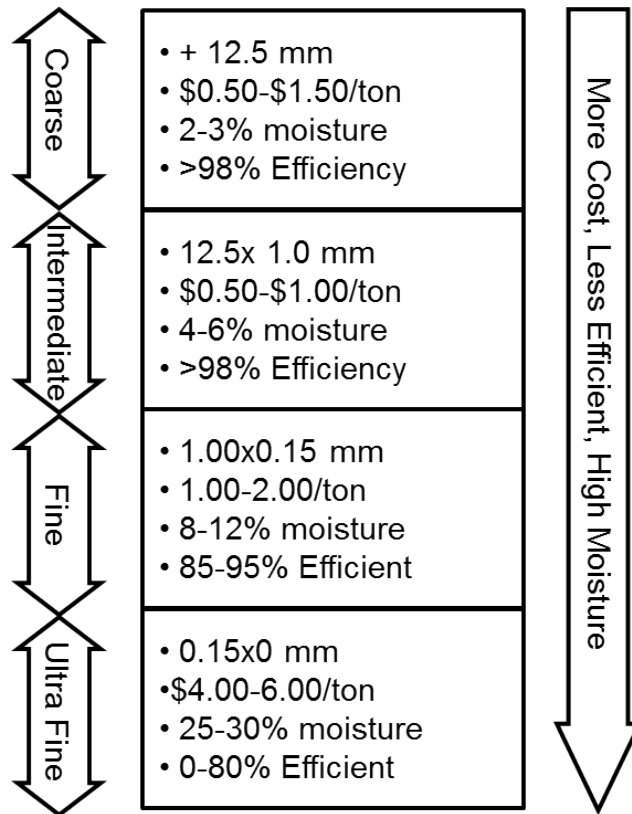 Coarse
• + 12.5 mm
• $0.50-$1.50/ton
• 2-3% moisture
• >98% Efficiency
Intermediate
• 12.5x 1.0 mm
• $0.50-$1.00/ton
• 4-6% moisture
• >98% Efficiency
Fine
• 1.00x0.15 mm
• 1.00-2.00/ton
• 8-12% moisture
• 85-95% Efficient
Ultra Fine
• 0.15x0 mm
•$4.00-6.00/ton
• 25-30% moisture
• 0-80% Efficient
More Cost, Less Efficient, High Moisture